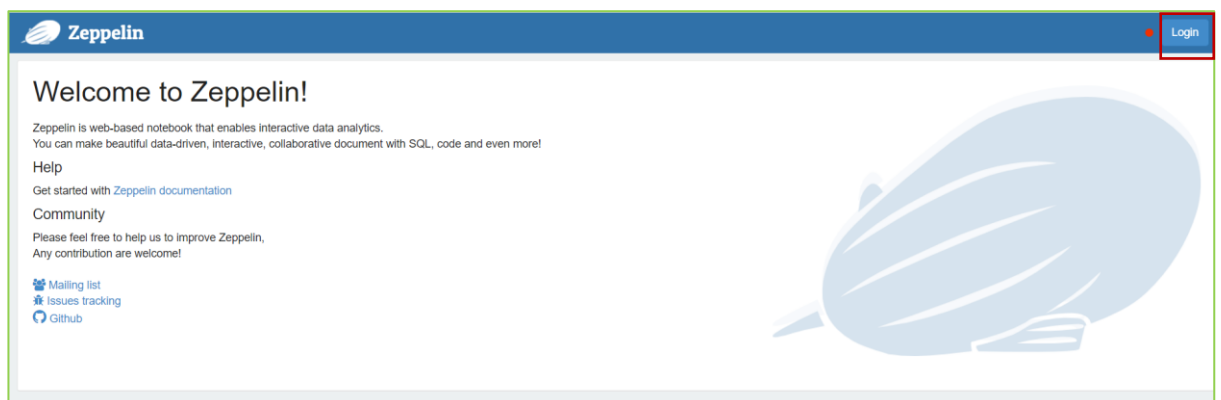 Zeppelin
Login
Welcome to Zeppelin!
Zeppelin is web-based notebook that enables interactive data analytics.
You can make beautiful data-driven, interactive, collaborative document with SQL, code and even more!
Help
Get started with Zeppelin documentation
Community
Please feel free to help us to improve Zeppelin,
Any contribution are welcome!
Mailing list
Issues tracking
Github